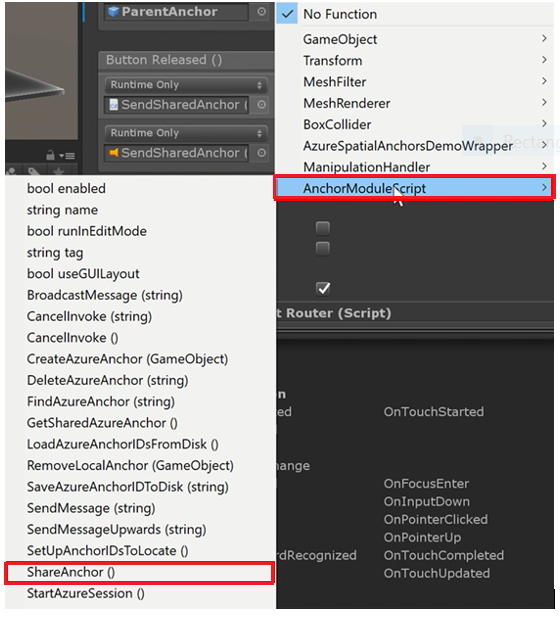 ParentAnchor
Button Released ()
Runtime Only
SendSharedAnchor (
Runtime Only
SendSharedAnchor (
No Function
GameObject
Transform
MeshFilter
MeshRenderer
BoxCollider
AzureSpatialAnchorsDemoWrapper
ManipulationHandler
AnchorModuleScript
Rectang
bool enabled
string name
bool runInEditMode
string tag
bool useGUILayout
BroadcastMessage (string)
CancelInvoke (string)
CancelInvoke ()
CreateAzureAnchor (GameObject)
DeleteAzureAnchor (string)
FindAzureAnchor (string)
GetSharedAzureAnchor ()
LoadAzureAnchorIDsFromDisk ()
RemoveLocalAnchor (GameObject)
SaveAzureAnchorIDToDisk (string)
SendMessage (string)
SendMessageUpwards (string)
SetUpAnchorIDsToLocate ()
ShareAnchor ()
StartAzureSession ()
t Router (Script)
on
ed OnTouchStarted
hange
OnFocusEnter
OnInputDown
OnPointerClicked
OnPointerUp
rdRecognized OnTouchCompleted
OnTouchUpdated